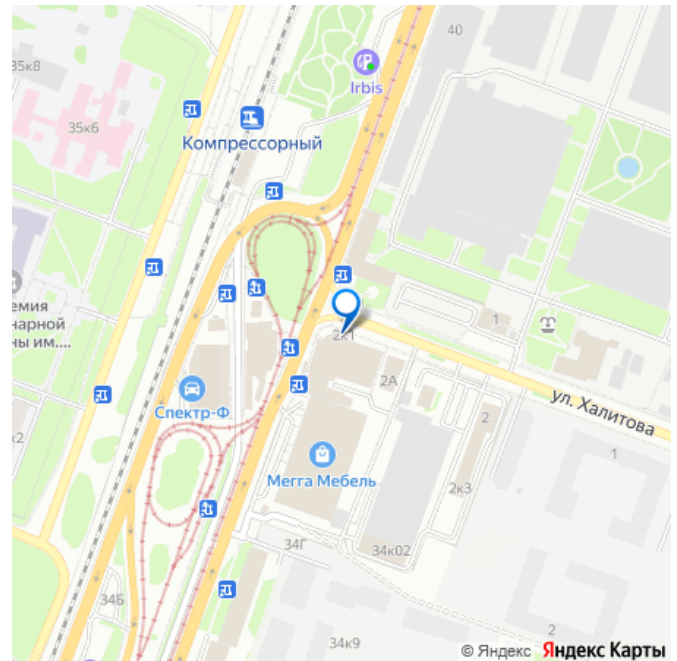 40
Irbis
35к8
35к6
Компрессорный
1
емия
нарной
ны им....
2к1
2А
Спектр-Ф
ул. Халитова
2
к2
1
Мегга Мебель
2к3
34Г
34к02
34Б
2
34к9
© Яндекс Яндекс Карты